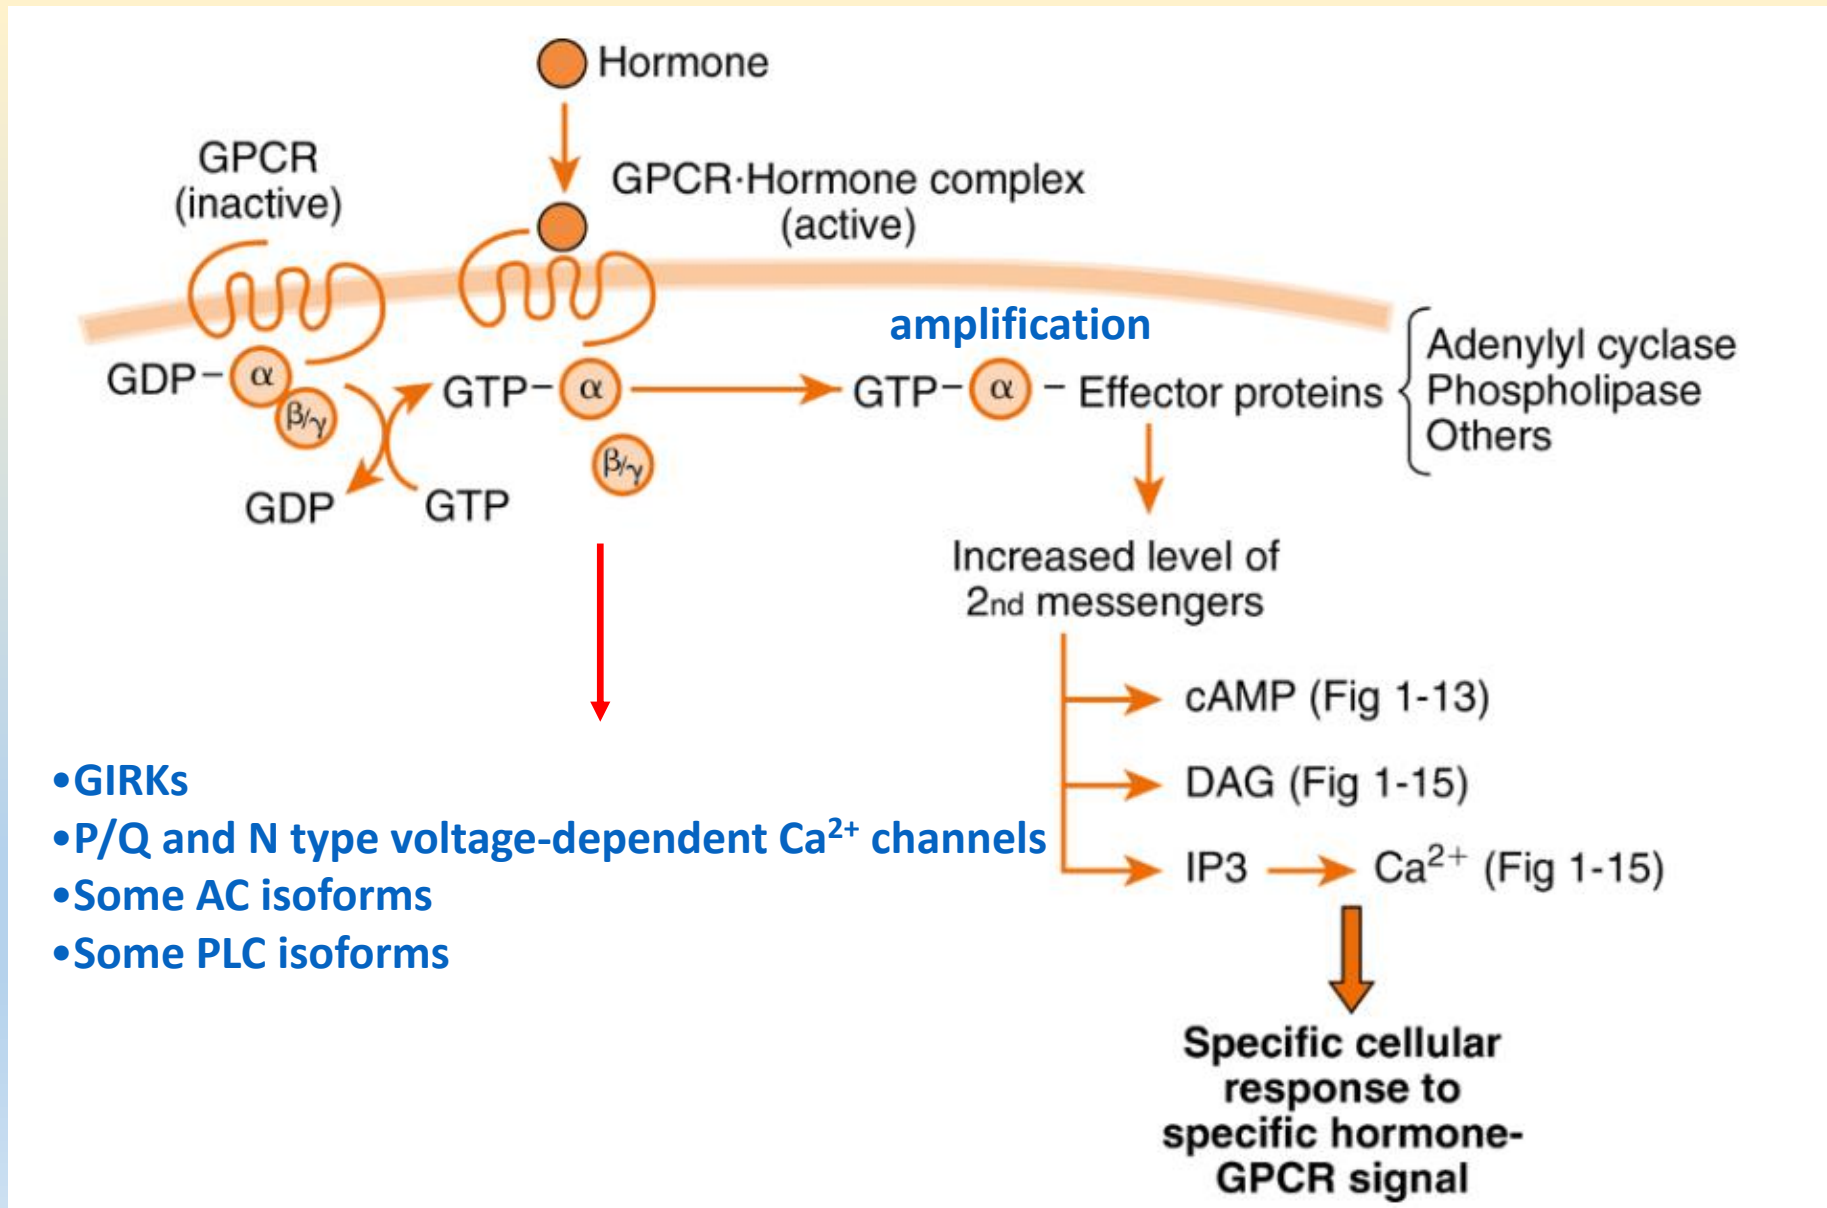 Hormone
GPCR
(inactive)
GPCR·Hormone complex
(active)
amplification
GDP–α
β/γ
GTP–α
β/γ
GTP–α – Effector proteins
Adenylyl cyclase
Phospholipase
Others
GDP
GTP
Increased level of
2nd messengers
cAMP (Fig 1-13)
DAG (Fig 1-15)
IP3
Ca²⁺ (Fig 1-15)
•GIRKs
•P/Q and N type voltage-dependent Ca²⁺ channels
•Some AC isoforms
•Some PLC isoforms
Specific cellular
response to
specific hormone-
GPCR signal